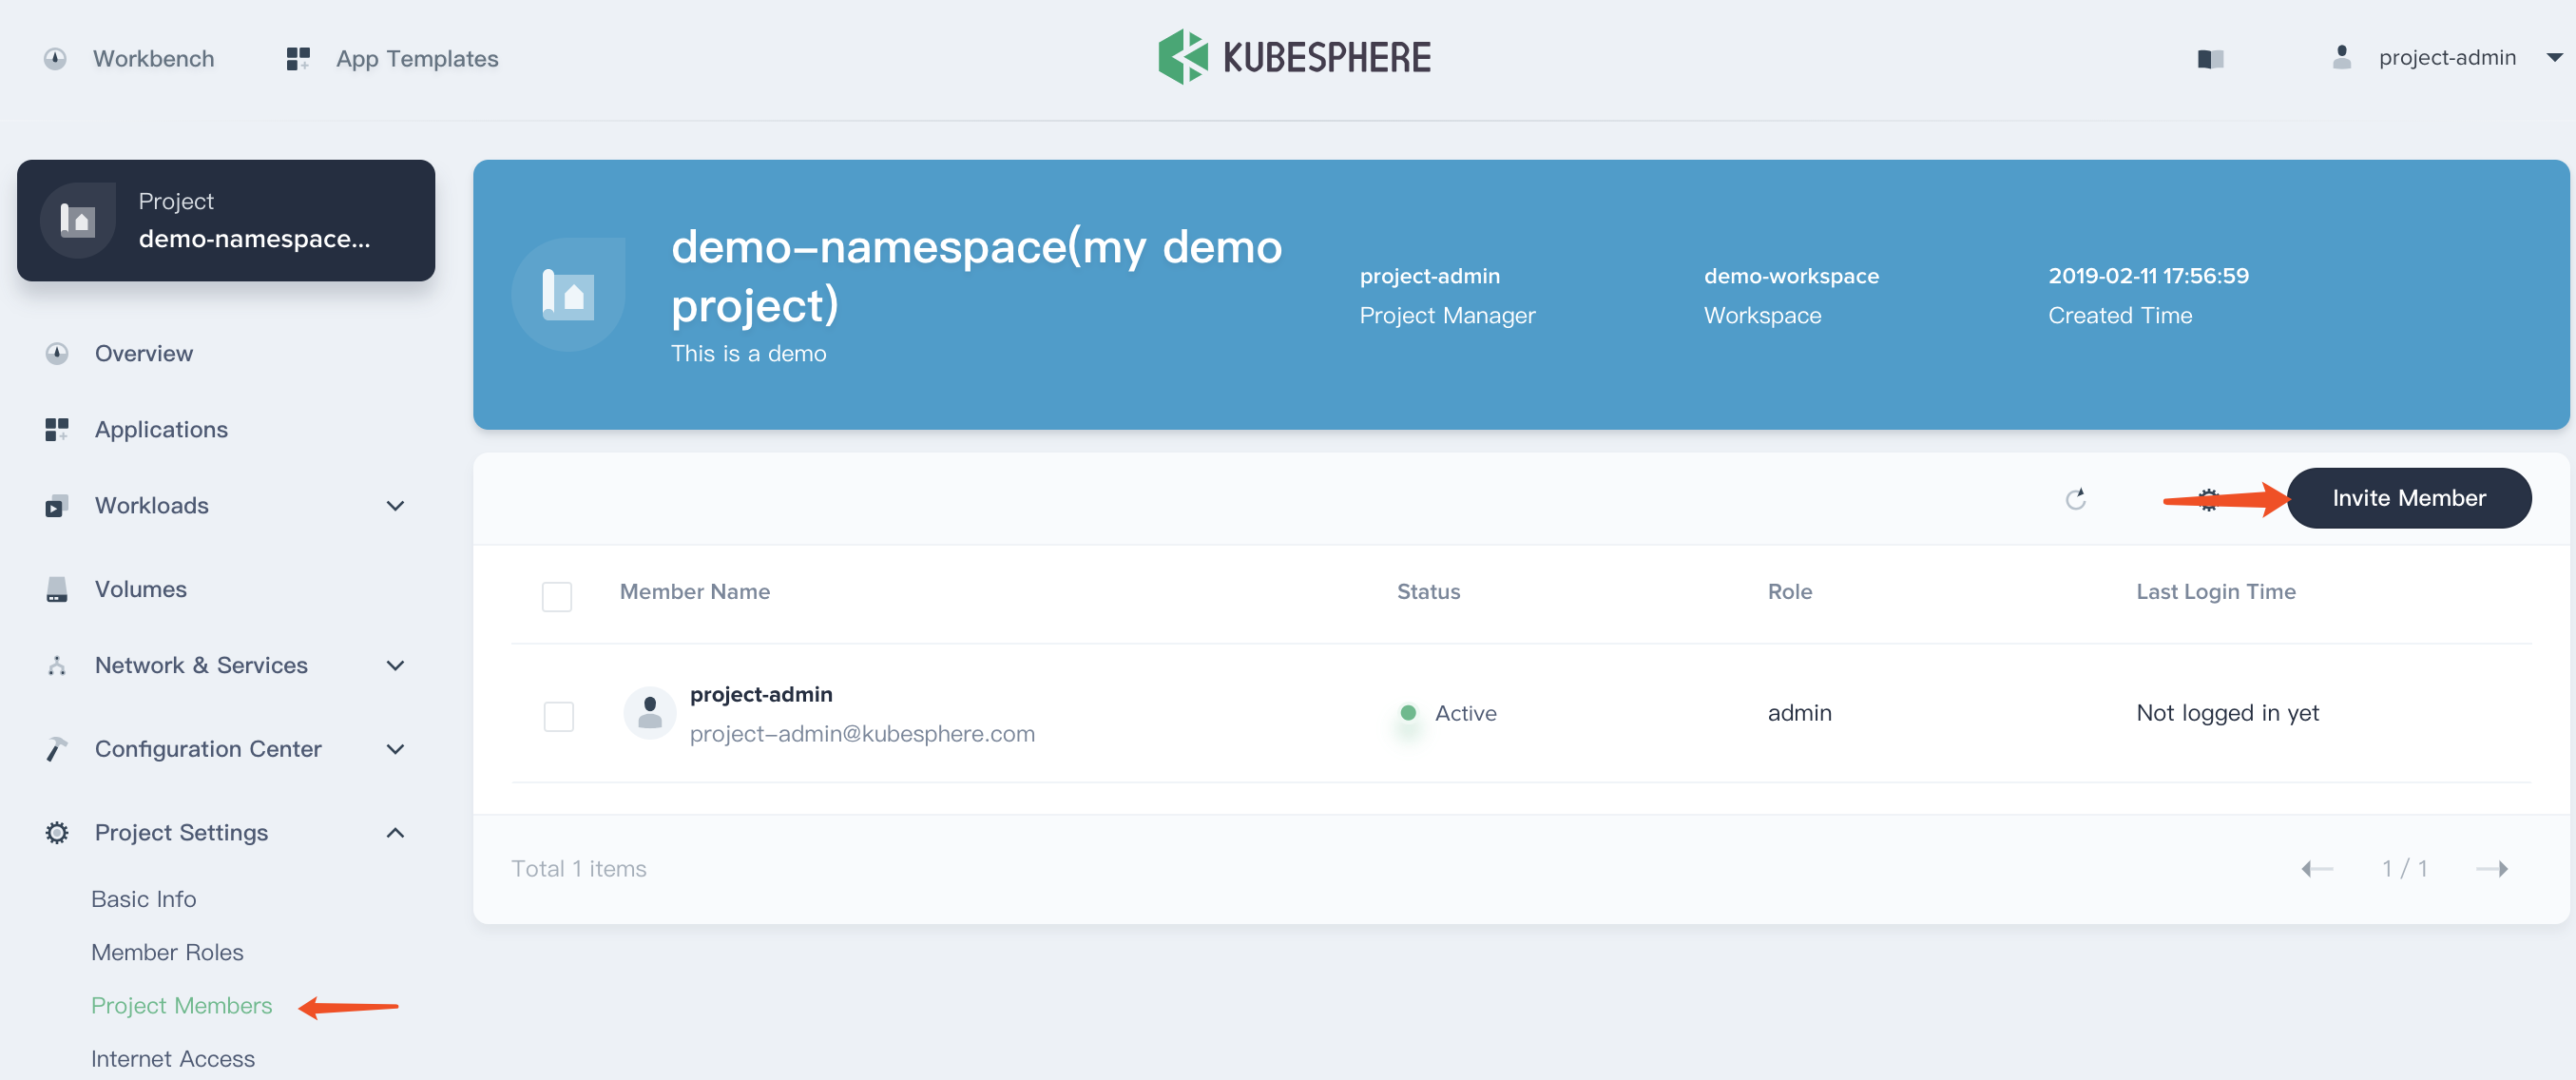 Workbench
App Templates
KUBESPHERE
project-admin
Project
demo-namespace...
Overview
Applications
Workloads
Volumes
Network & Services
Configuration Center
Project Settings
Basic Info
Member Roles
Project Members
Internet Access
demo-namespace(my demo
project)
This is a demo
project-admin
Project Manager
demo-workspace
Workspace
2019-02-11 17:56:59
Created Time
Invite Member
Member Name
Status
Role
Last Login Time
project-admin
project-admin@kubesphere.com
Active
admin
Not logged in yet
Total 1 items
1 / 1